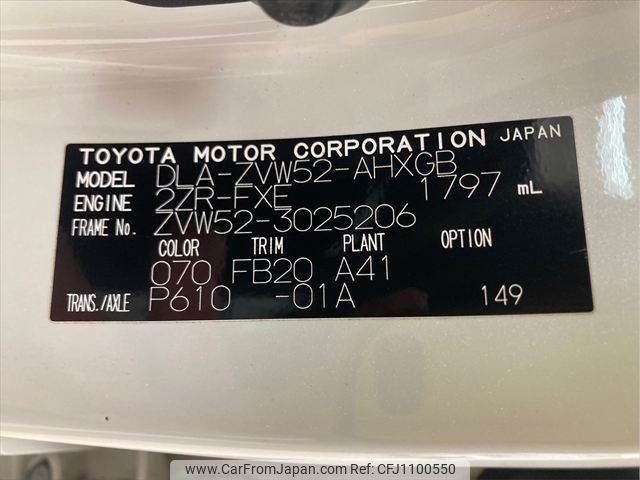 TOYOTA MOTOR CORPORATION JAPAN
MODEL DLA-ZVW52-AHXGB
ENGINE 2ZR-FXE 1797 mL
FRAME No. ZVW52-3025206
COLOR TRIM PLANT OPTION
070 FB20 A41
TRANS./AXLE P610 -01A 149
www.CarFromJapan.com | Ref No.CFJ1100550